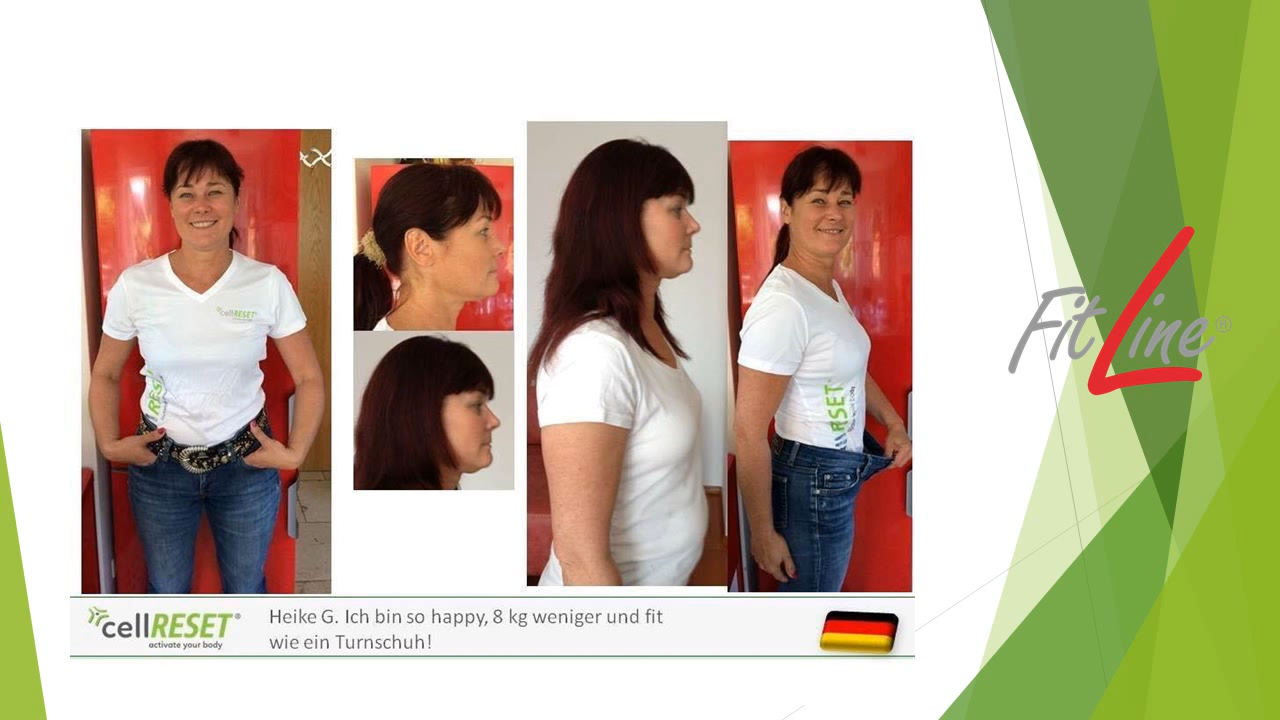 cellRESET
RSET
FitLine®
cellRESET®
activate your body
Heike G. Ich bin so happy, 8 kg weniger und fit
wie ein Turnschuh!